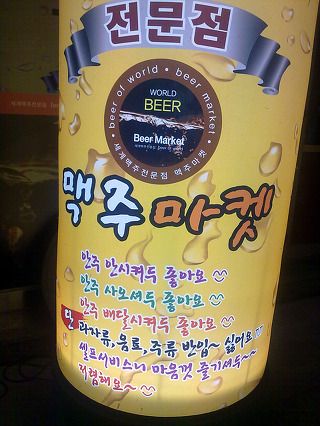 전문점
beer of world • beer market •
WORLD
BEER
Beer Market
세계맥주전문점 맥주마켓
맥주마켓
안주 안시켜두 좋아요
안주 사오셔두 좋아요
안주 배달시켜두 좋아요
단 과자류,음료,주류 반입~ 싫어요 ㅠㅠ
셀프서비스니 마음껏 즐기셔두~~
저렴해요~